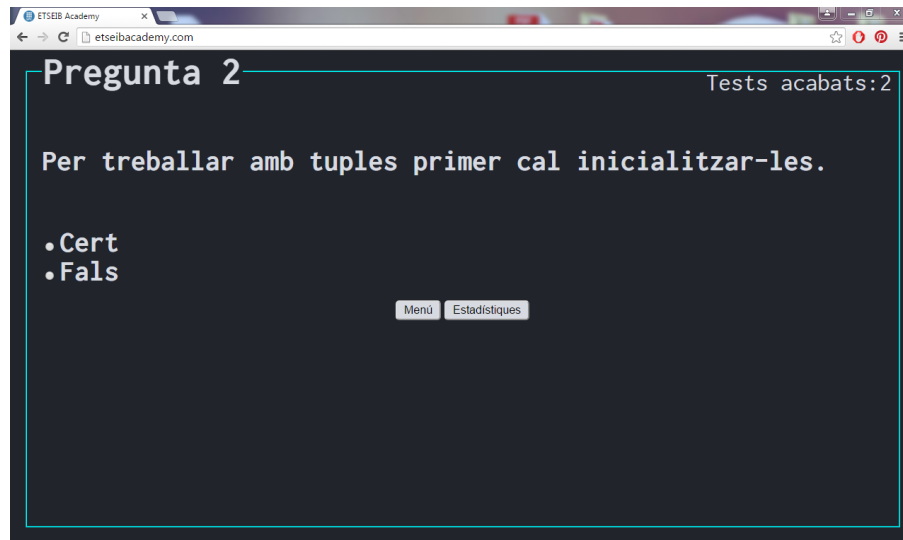 ETSEIB Academy
etseibacademy.com
Pregunta 2
Tests acabats:2
Per treballar amb tuples primer cal inicialitzar-les.
Cert
Fals
Menú Estadístiques